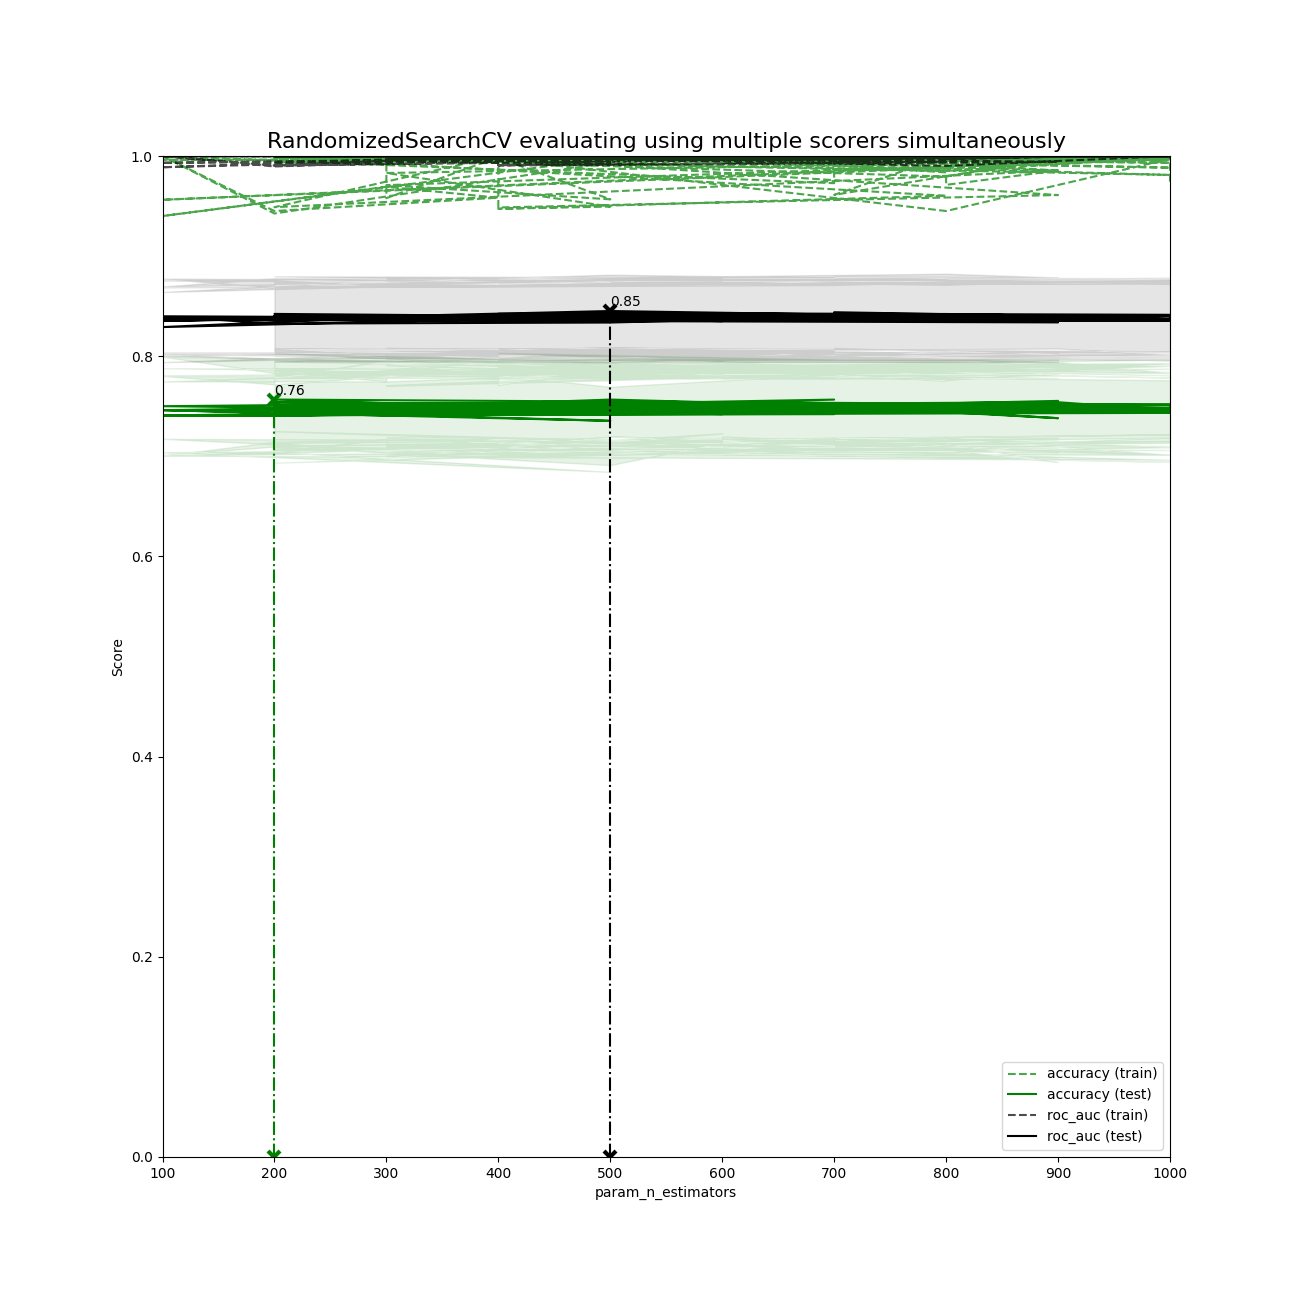 RandomizedSearchCV evaluating using multiple scorers simultaneously
1.0
0.8
0.6
0.4
0.2
0.0
Score
0.85
0.76
100 200 300 400 500 600 700 800 900 1000
param_n_estimators
accuracy (train)
accuracy (test)
roc_auc (train)
roc_auc (test)